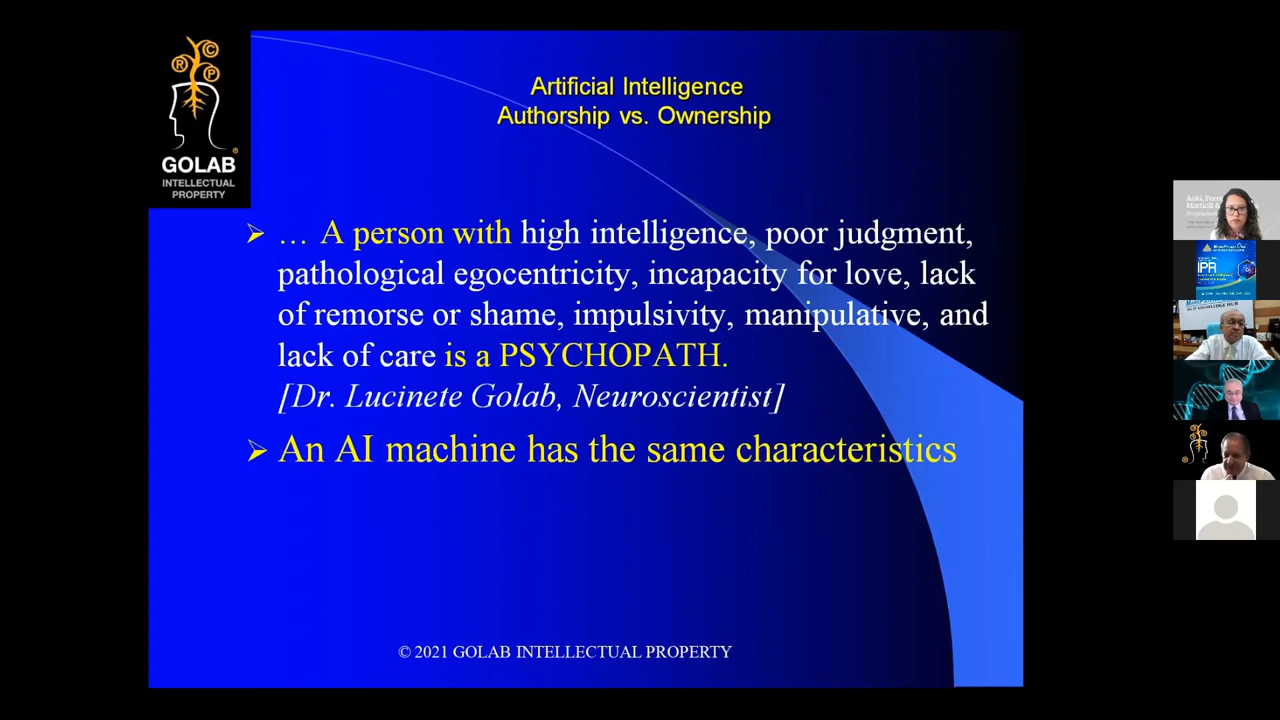 Artificial Intelligence
Authorship vs. Ownership
® © ℗
GOLAB®
INTELLECTUAL
PROPERTY
➢ … A person with high intelligence, poor judgment,
pathological egocentricity, incapacity for love, lack
of remorse or shame, impulsivity, manipulative, and
lack of care is a PSYCHOPATH.
[Dr. Lucinete Golab, Neuroscientist]
➢ An AI machine has the same characteristics
© 2021 GOLAB INTELLECTUAL PROPERTY
IPR
KNOWLEDGE HUB